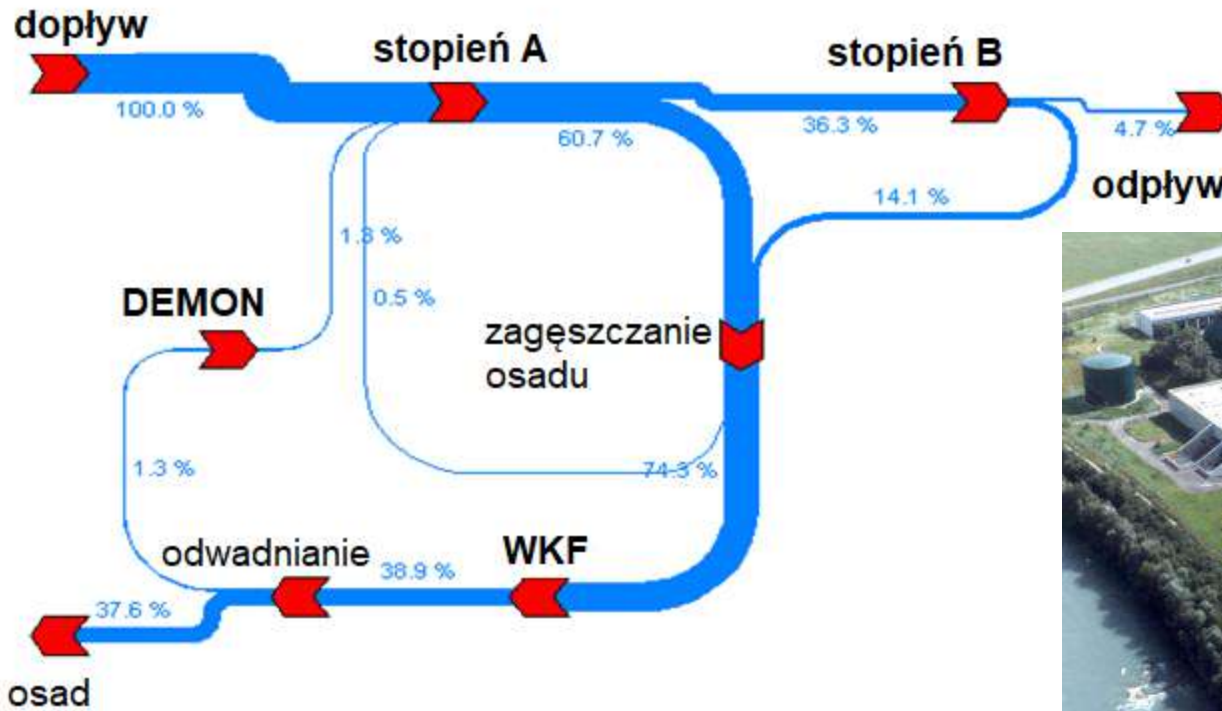 dopływ
stopień A
stopień B
100.0 %
60.7 %
36.3 %
4.7 %
odpływ
14.1 %
1.3 %
0.5 %
DEMON
zagęszczanie
osadu
1.3 %
74.3 %
odwadnianie
WKF
38.9 %
37.6 %
osad